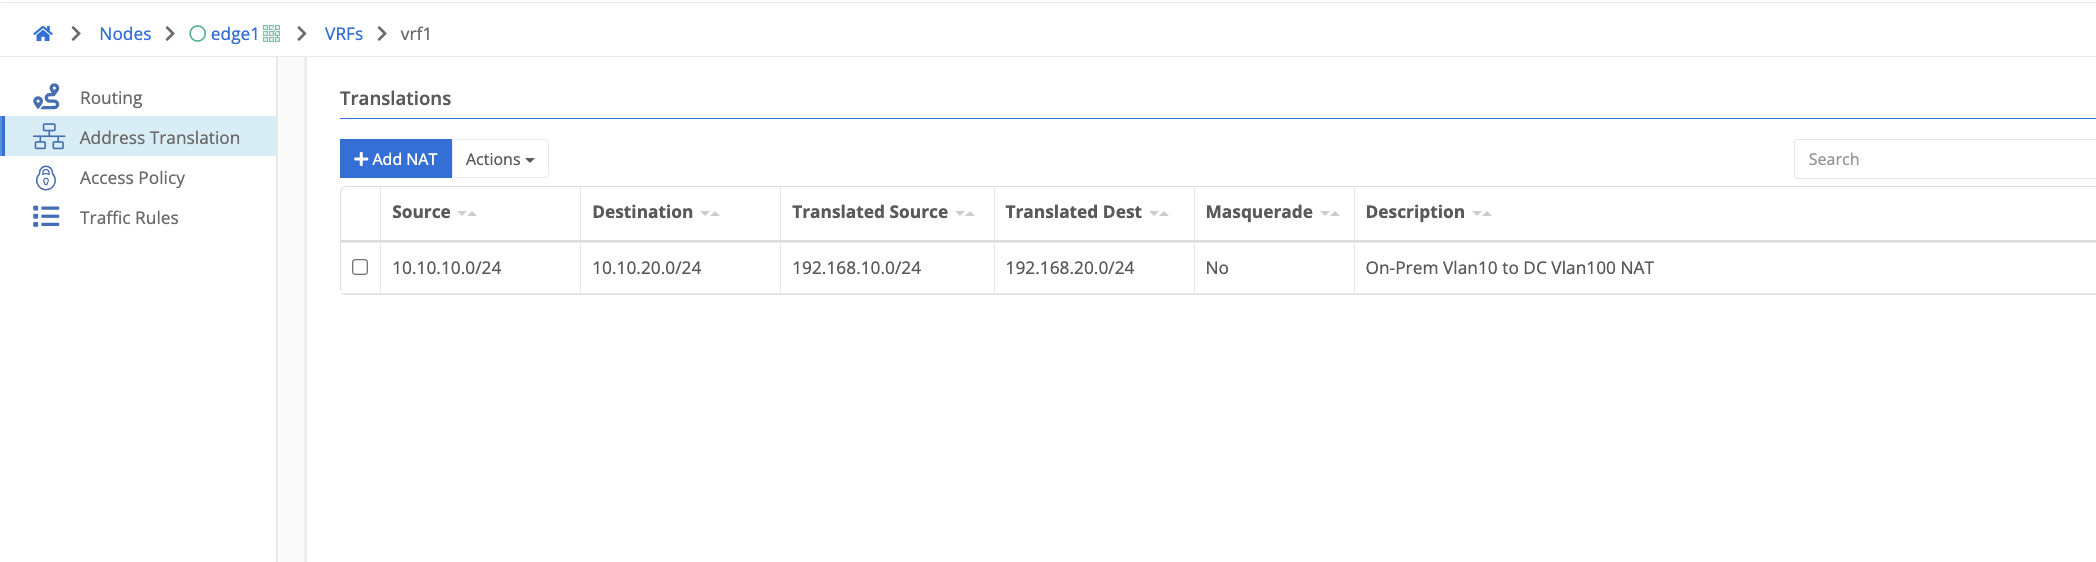 Nodes edge1 VRFs vrf1
Routing
Address Translation
Access Policy
Traffic Rules
Translations
Add NAT Actions Search
Source Destination Translated Source Translated Dest Masquerade Description
10.10.10.0/24 10.10.20.0/24 192.168.10.0/24 192.168.20.0/24 No On-Prem Vlan10 to DC Vlan100 NAT